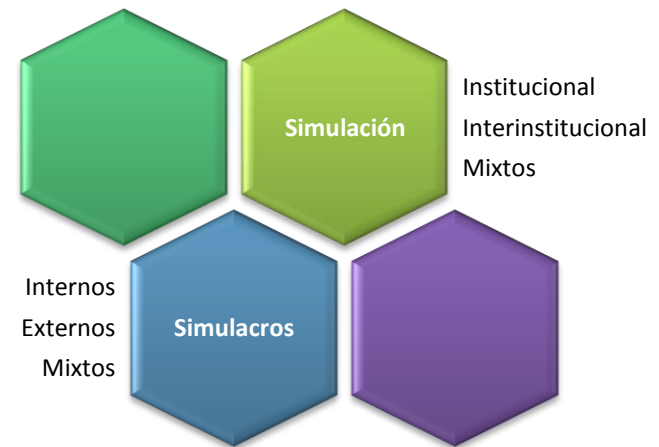 Simulación
Institucional
Interinstitucional
Mixtos
Internos
Externos
Mixtos
Simulacros